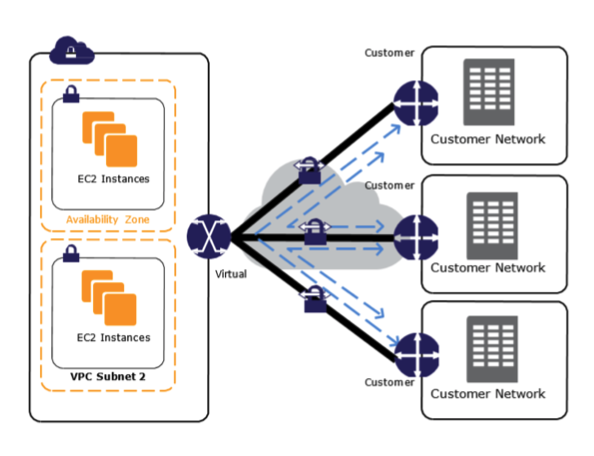 Customer
Customer Network
EC2 Instances
Availability Zone
Customer
Customer Network
Virtual
EC2 Instances
VPC Subnet 2
Customer
Customer Network